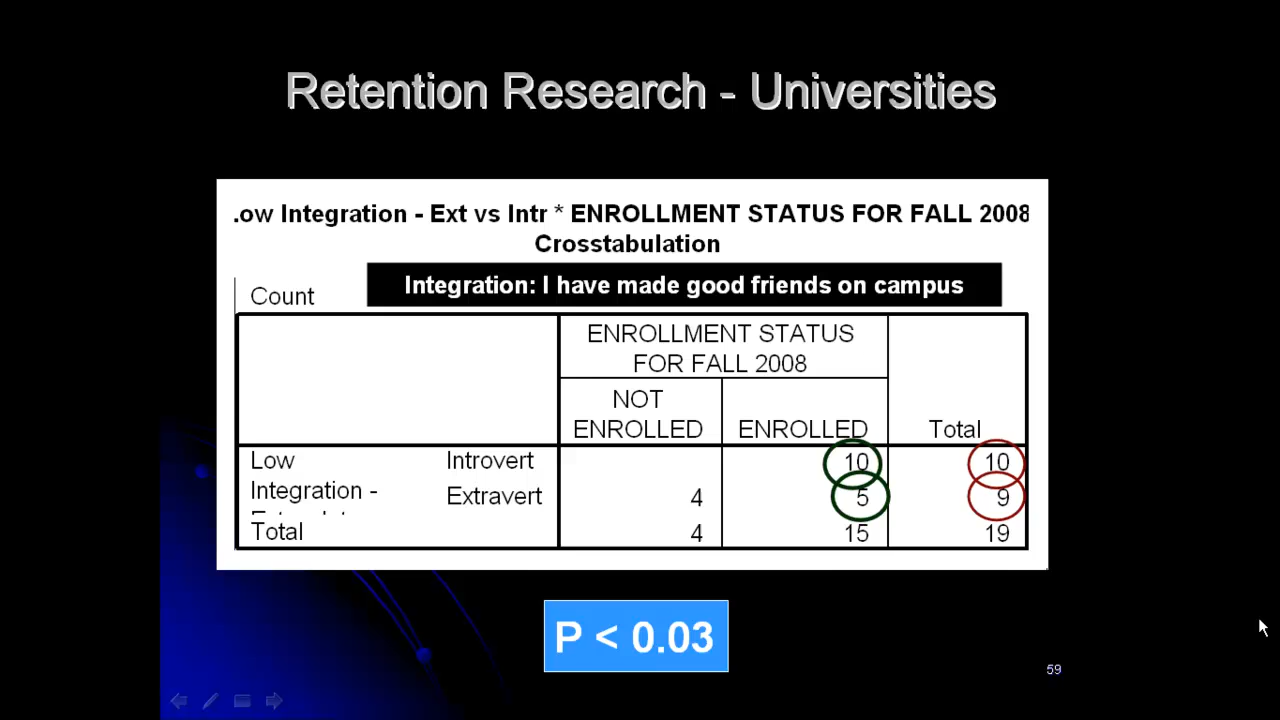 Retention Research - Universities
.ow Integration - Ext vs Intr * ENROLLMENT STATUS FOR FALL 2008
Crosstabulation
Integration: I have made good friends on campus
Count
ENROLLMENT STATUS
FOR FALL 2008
NOT
ENROLLED
ENROLLED
Total
Low Introvert 10 10
Integration - Extravert 4 5 9
Total 4 15 19
P < 0.03
59